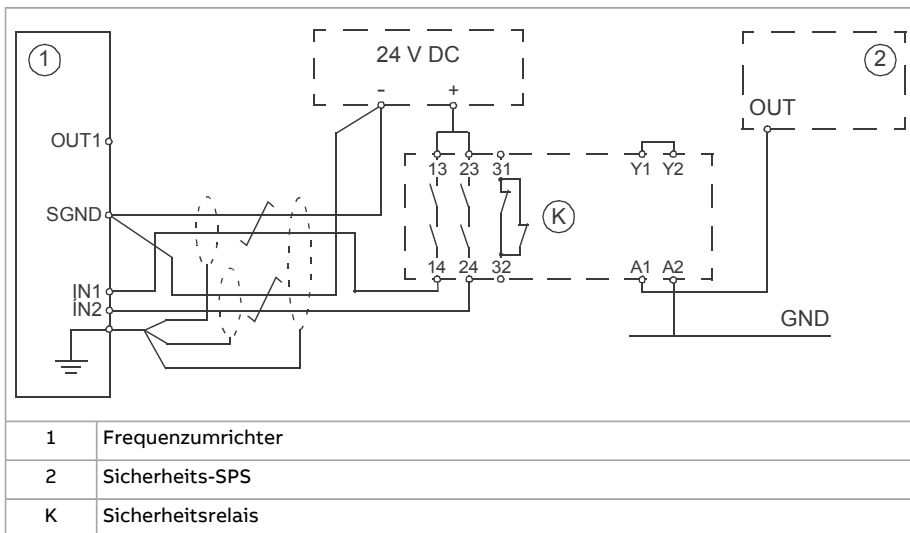 1
24 V DC
2
- +
OUT
OUT1
13 23 31
Y1 Y2
SGND
K
14 24 32
A1 A2
IN1
IN2
GND
1 Frequenzumrichter
2 Sicherheits-SPS
K Sicherheitsrelais